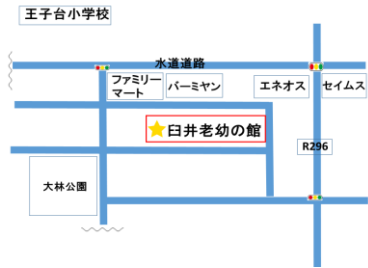 王子台小学校
水道道路
ファミリー
マート
バーミヤン
エネオス
セイムス
臼井老幼の館
R296
大林公園